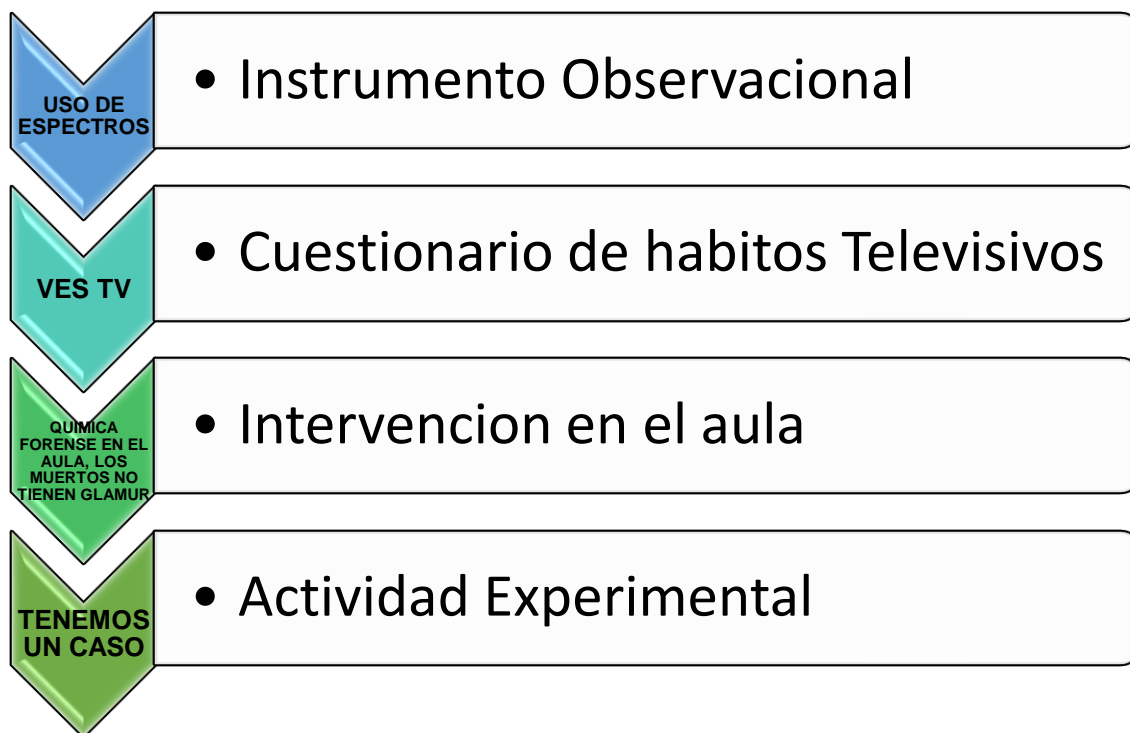 USO DE
ESPECTROS
• Instrumento Observacional
VES TV
• Cuestionario de habitos Televisivos
QUIMICA
FORENSE EN EL
AULA, LOS
MUERTOS NO
TIENEN GLAMUR
• Intervencion en el aula
TENEMOS
UN CASO
• Actividad Experimental